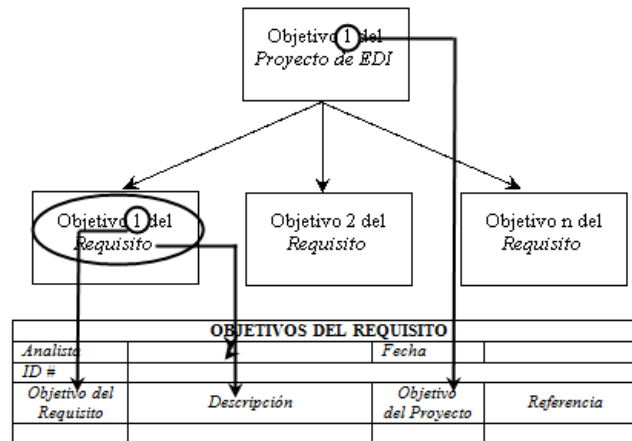 Objetivo 1 del
Proyecto de EDI
Objetivo 1 del
Requisito
Objetivo 2 del
Requisito
Objetivo n del
Requisito
OBJETIVOS DEL REQUISITO
Analista Fecha
ID #
Objetivo del
Requisito
Descripción
Objetivo
del Proyecto
Referencia